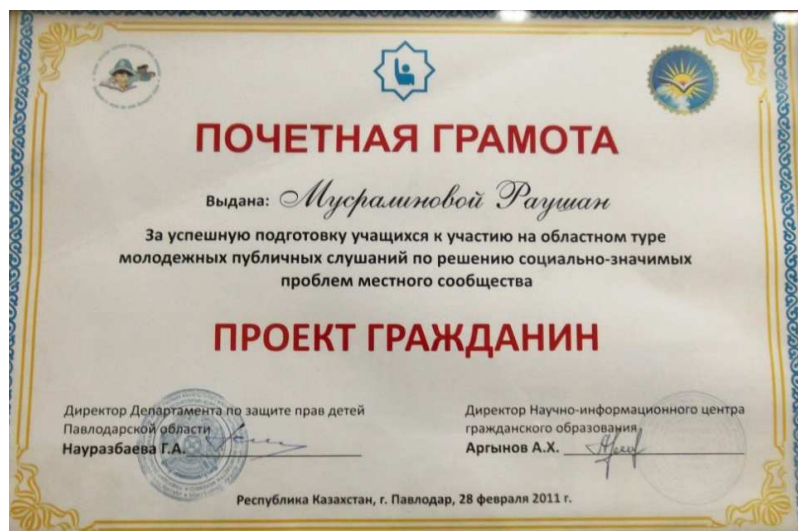 ПОЧЕТНАЯ ГРАМОТА
Выдана: Мусралиновой Раушан
За успешную подготовку учащихся к участию на областном туре
молодежных публичных слушаний по решению социально-значимых
проблем местного сообщества
ПРОЕКТ ГРАЖДАНИН
Директор Департамента по защите прав детей
Павлодарской области
Науразбаева Г.А.
Директор Научно-информационного центра
гражданского образования
Аргынов А.Х.
Республика Казахстан, г. Павлодар, 28 февраля 2011 г.